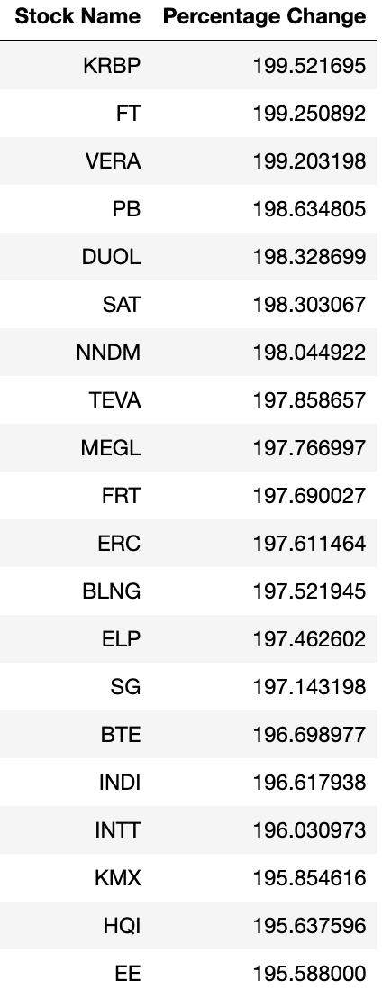 Stock Name Percentage Change
KRBP 199.521695
FT 199.250892
VERA 199.203198
PB 198.634805
DUOL 198.328699
SAT 198.303067
NNDM 198.044922
TEVA 197.858657
MEGL 197.766997
FRT 197.690027
ERC 197.611464
BLNG 197.521945
ELP 197.462602
SG 197.143198
BTE 196.698977
INDI 196.617938
INTT 196.030973
KMX 195.854616
HQI 195.637596
EE 195.588000